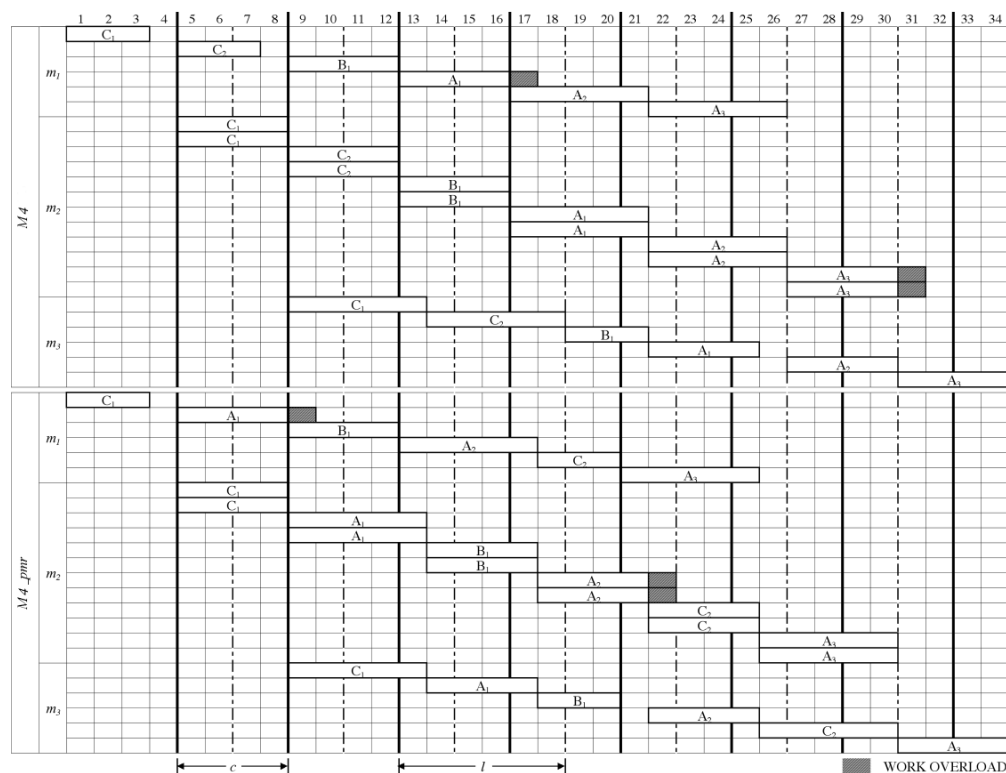 1 2 3 4 5 6 7 8 9 10 11 12 13 14 15 16 17 18 19 20 21 22 23 24 25 26 27 28 29 30 31 32 33 34
M4
m₁
C₁
C₂
B₁
A₁
A₂
A₃
m₂
C₁
C₁
C₂
C₂
B₁
B₁
A₁
A₁
A₂
A₂
A₃
A₃
m₃
C₁
C₂
B₁
A₁
A₂
A₃
M4_pmr
m₁
C₁
A₁
B₁
A₂
C₂
A₃
m₂
C₁
C₁
A₁
A₁
B₁
B₁
A₂
A₂
C₂
C₂
A₃
A₃
m₃
C₁
A₁
B₁
A₂
C₂
A₃
c l WORK OVERLOAD